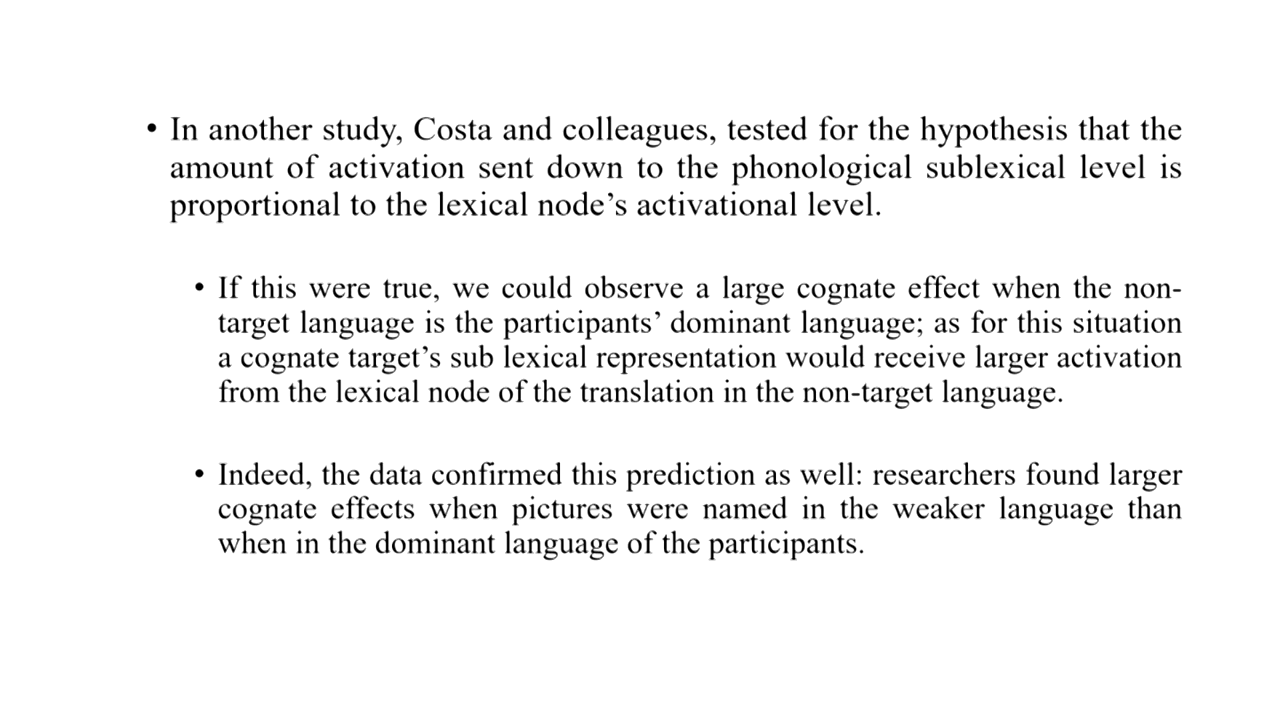 • In another study, Costa and colleagues, tested for the hypothesis that the
amount of activation sent down to the phonological sublexical level is
proportional to the lexical node’s activational level.
• If this were true, we could observe a large cognate effect when the non-
target language is the participants’ dominant language; as for this situation
a cognate target’s sub lexical representation would receive larger activation
from the lexical node of the translation in the non-target language.
• Indeed, the data confirmed this prediction as well: researchers found larger
cognate effects when pictures were named in the weaker language than
when in the dominant language of the participants.